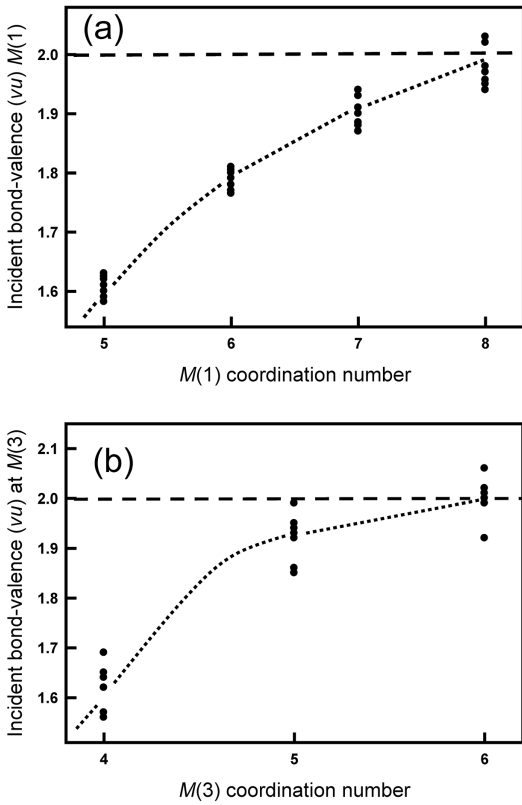 (a)
Incident bond-valence (vu) M(1)
2.0
1.9
1.8
1.7
1.6
5 6 7 8
M(1) coordination number
(b)
Incident bond-valence (vu) at M(3)
2.1
2.0
1.9
1.8
1.7
1.6
4 5 6
M(3) coordination number